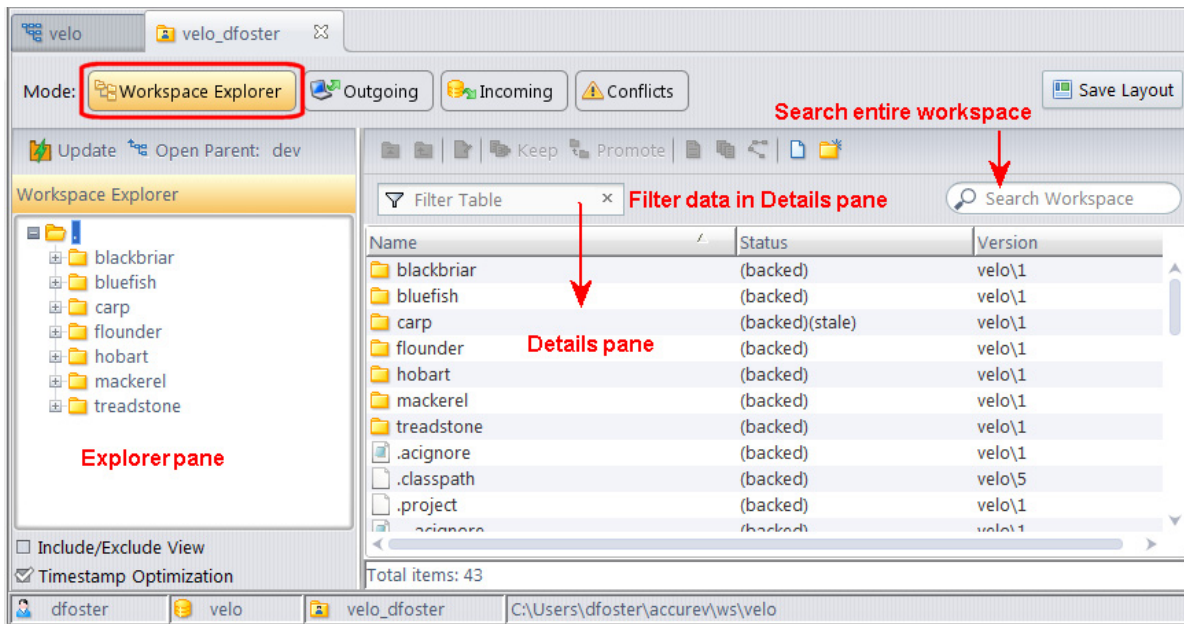 velo velo_dfoster
Mode: Workspace Explorer Outgoing Incoming Conflicts Save Layout
Search entire workspace
Update Open Parent: dev Keep Promote
Workspace Explorer
Filter Table × Filter data in Details pane Search Workspace
.
blackbriar
bluefish
carp
flounder
hobart
mackerel
treadstone
Explorer pane
Name Status Version
blackbriar (backed) velo\1
bluefish (backed) velo\1
carp (backed)(stale) velo\1
Details pane
flounder (backed) velo\1
hobart (backed) velo\1
mackerel (backed) velo\1
treadstone (backed) velo\1
.acignore (backed) velo\1
.classpath (backed) velo\5
.project (backed) velo\1
(backed) velo\1
Include/Exclude View
Timestamp Optimization
Total items: 43
dfoster velo velo_dfoster C:\Users\dfoster\accurev\ws\velo